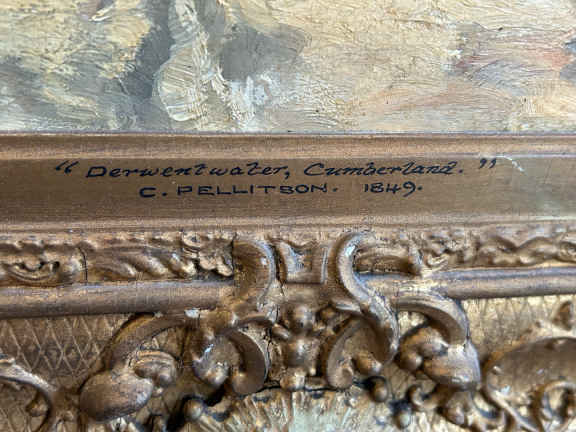 "Derwentwater, Cumberland."
C. PELLITSON. 1849.